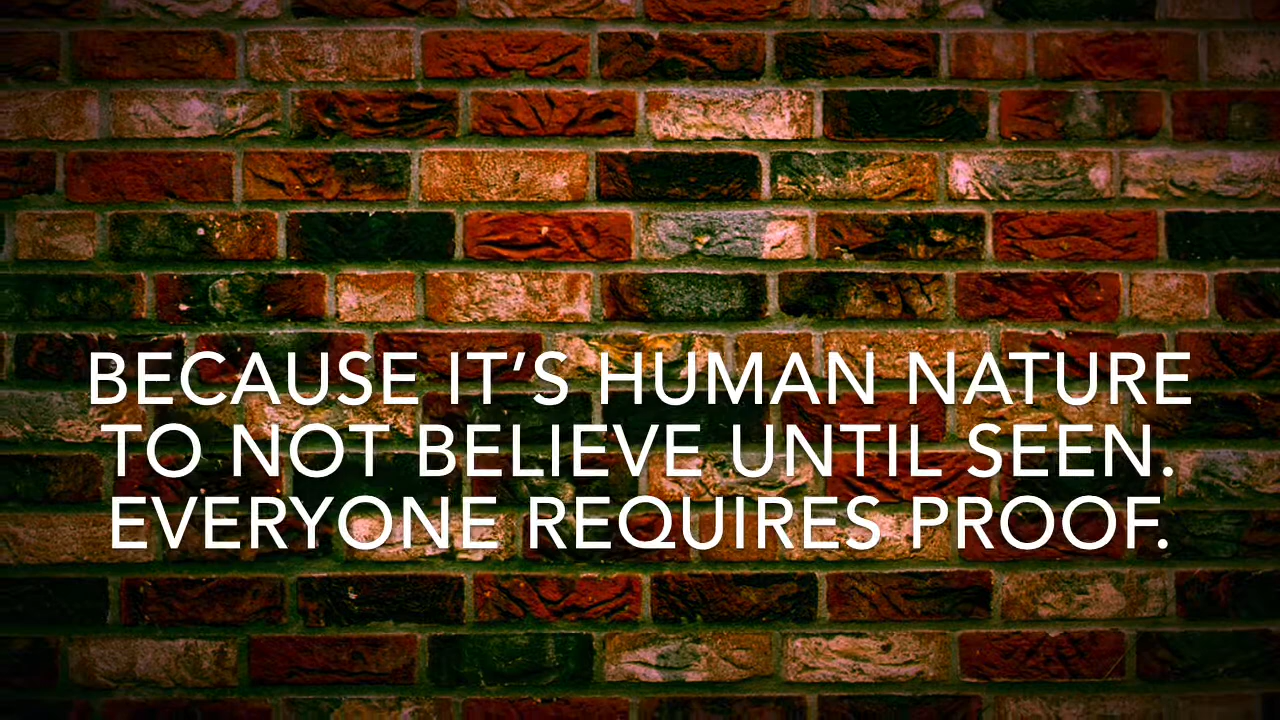 BECAUSE IT’S HUMAN NATURE
TO NOT BELIEVE UNTIL SEEN.
EVERYONE REQUIRES PROOF.